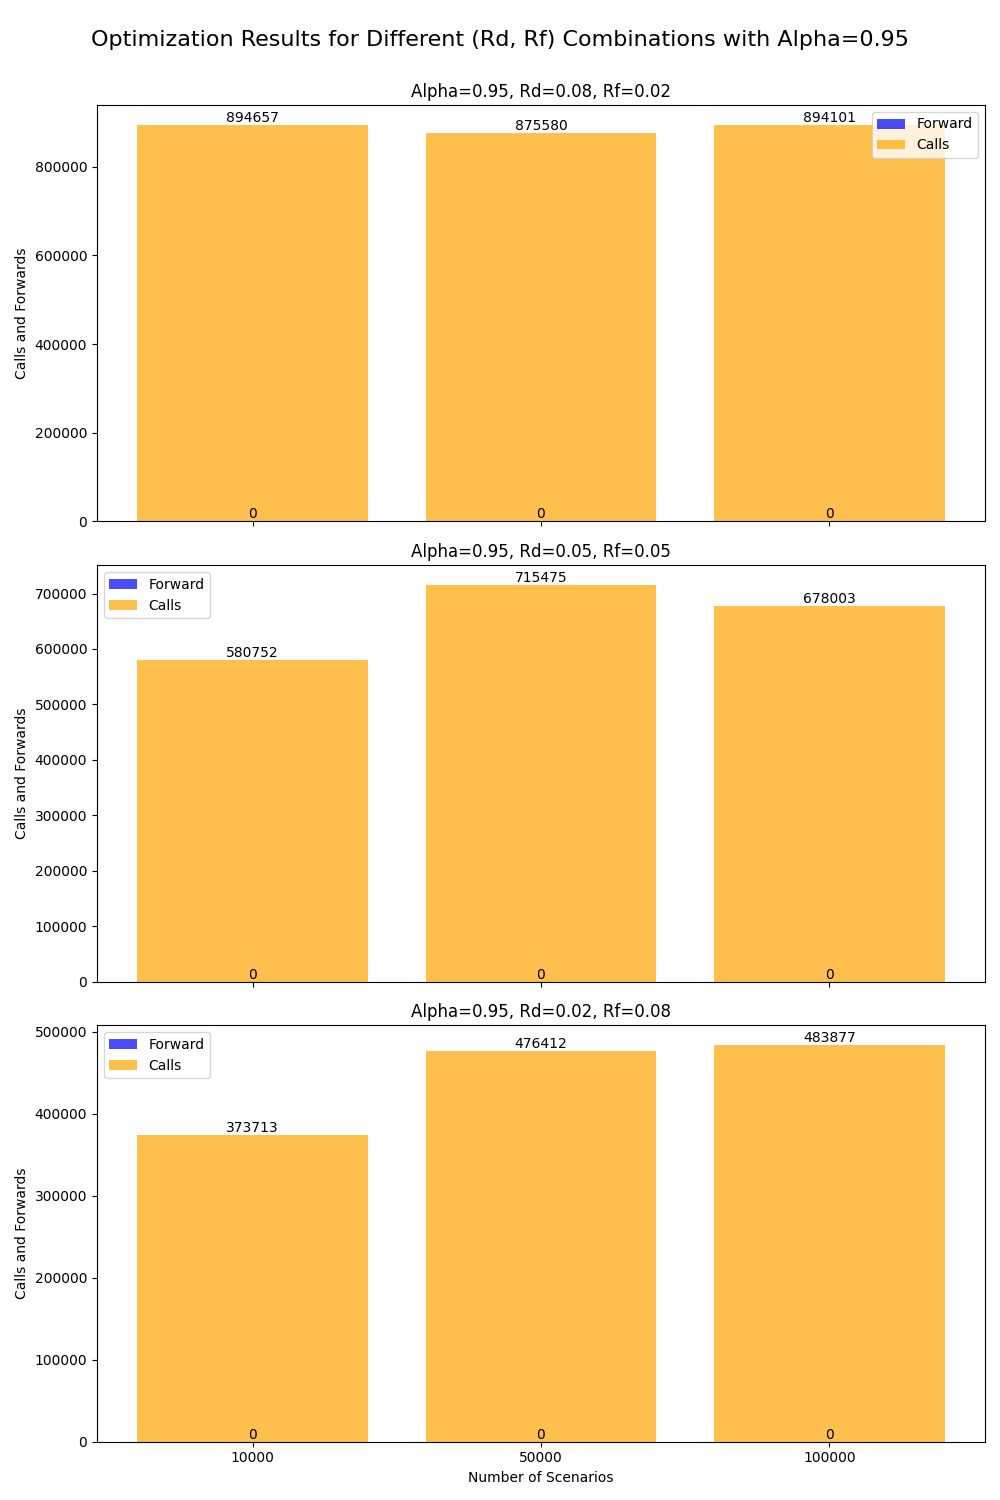 Optimization Results for Different (Rd, Rf) Combinations with Alpha=0.95
Alpha=0.95, Rd=0.08, Rf=0.02
894657
875580
894101
Forward
Calls
800000
600000
400000
200000
0
Calls and Forwards
0
0
0
Alpha=0.95, Rd=0.05, Rf=0.05
Forward
Calls
580752
715475
678003
700000
600000
500000
400000
300000
200000
100000
0
Calls and Forwards
0
0
0
Alpha=0.95, Rd=0.02, Rf=0.08
Forward
Calls
373713
476412
483877
500000
400000
300000
200000
100000
0
Calls and Forwards
0
0
0
10000
50000
100000
Number of Scenarios